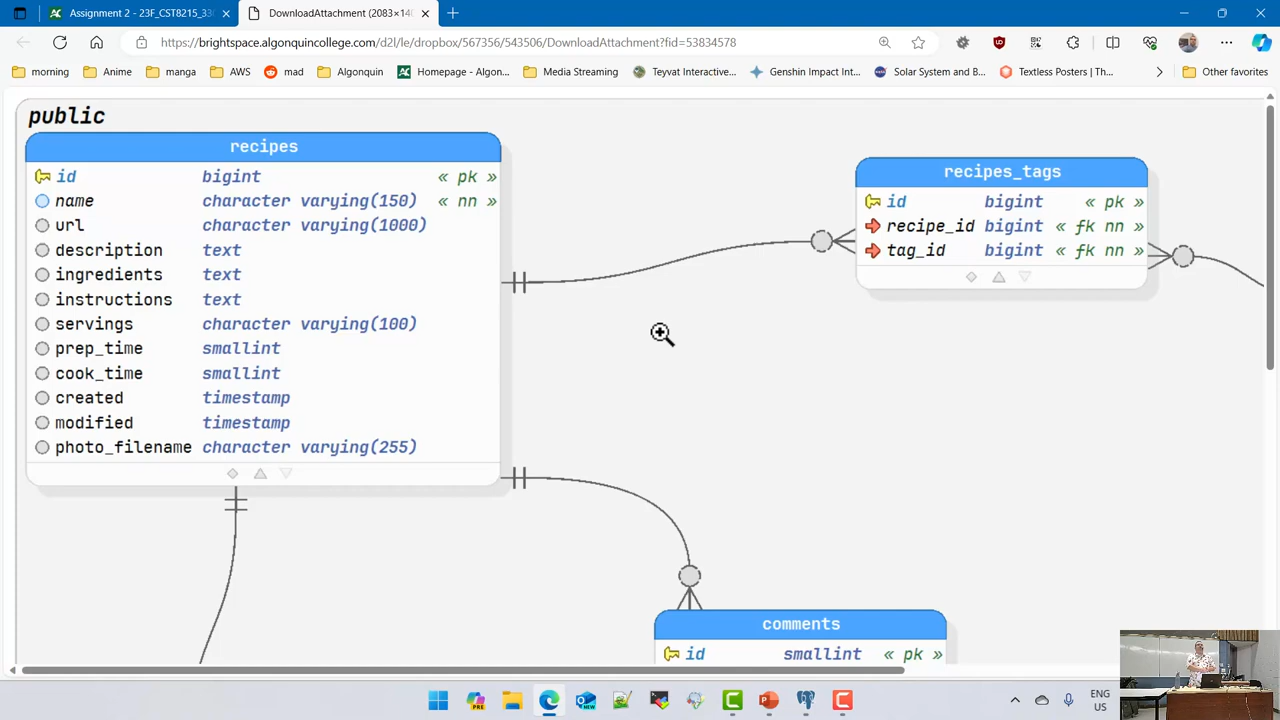 Assignment 2 - 23F_CST8215_33
DownloadAttachment (2083×14
https://brightspace.algonquincollege.com/d2l/le/dropbox/567356/543506/DownloadAttachment?fid=53834578
morning
Anime
manga
AWS
mad
Algonquin
Homepage - Algon...
Media Streaming
Teyvat Interactive...
Genshin Impact Int...
Solar System and B...
Textless Posters | Th...
Other favorites
public
recipes
id bigint « pk »
name character varying(150) « nn »
url character varying(1000)
description text
ingredients text
instructions text
servings character varying(100)
prep_time smallint
cook_time smallint
created timestamp
modified timestamp
photo_filename character varying(255)
recipes_tags
id bigint « pk »
recipe_id bigint « fk nn »
tag_id bigint « fk nn »
comments
id smallint « pk »
ENG
US